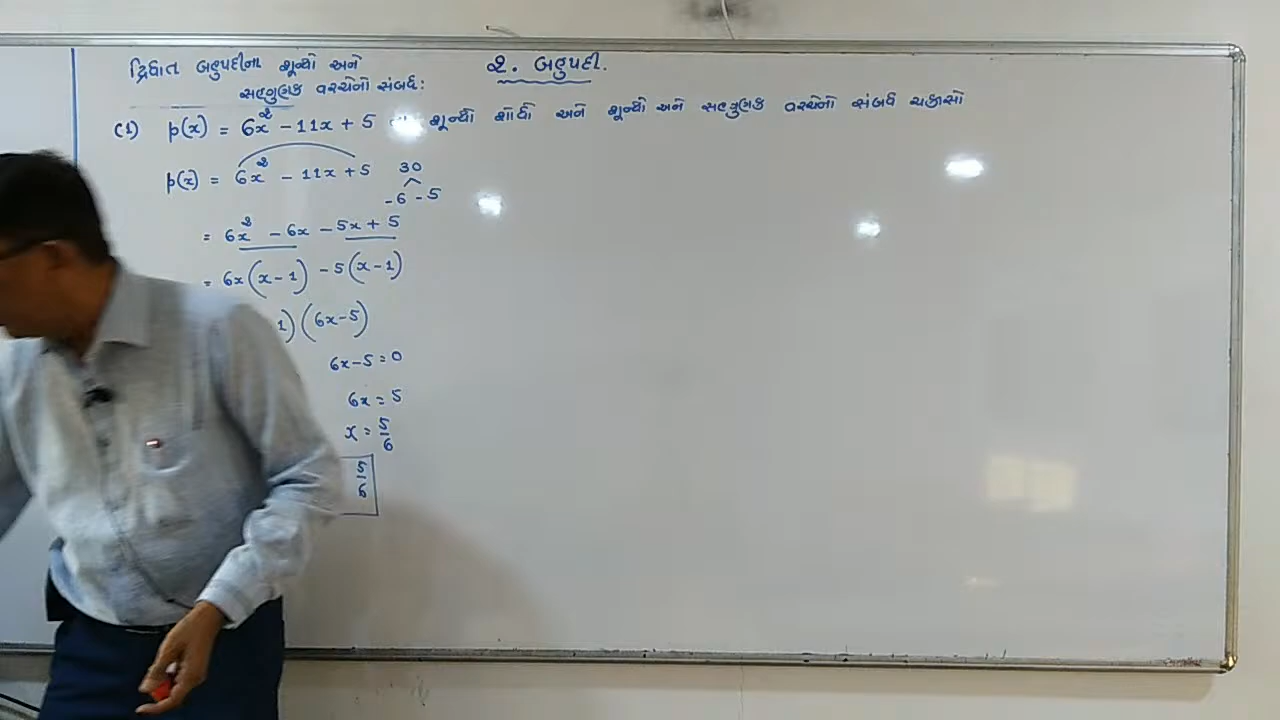 દ્વિઘાત બહુપદીના શૂન્યો અને
સહગુણક વચ્ચેનો સંબંધ:
૨. બહુપદી.
(1) p(x) = 6x² - 11x + 5 ના શૂન્યો શોધો અને શૂન્યો અને સહગુણક વચ્ચેનો સંબંધ ચકાસો
p(x) = 6x² - 11x + 5 30
-6 -5
= 6x² - 6x - 5x + 5
= 6x(x - 1) - 5(x - 1)
1)(6x - 5)
6x - 5 = 0
6x = 5
x = 5/6
5/5